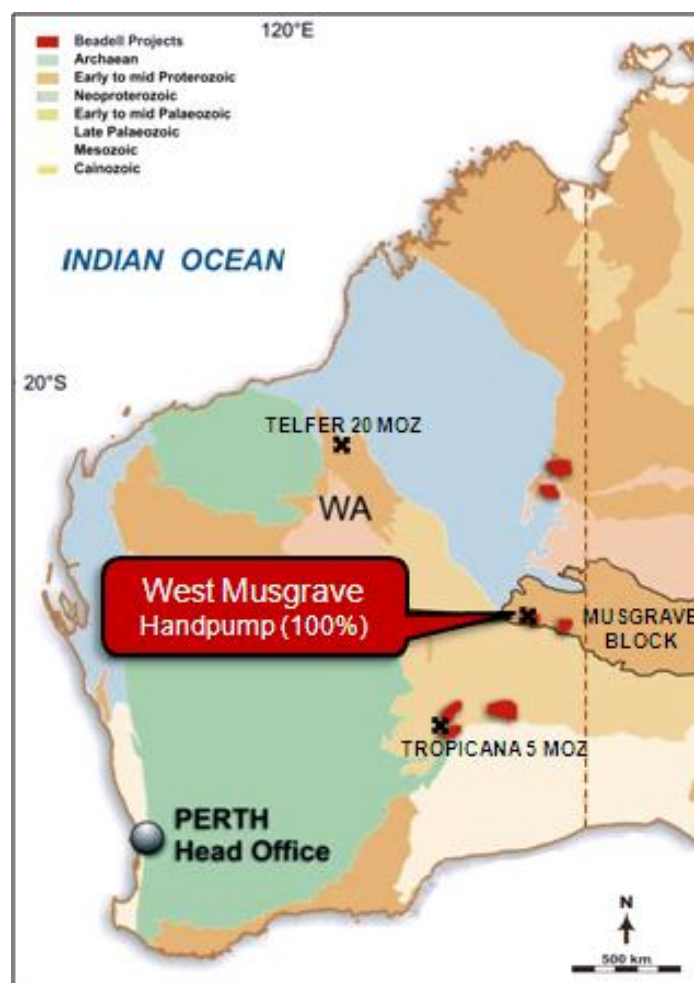 120°E
Beadell Projects
Archaean
Early to mid Proterozoic
Neoproterozoic
Early to mid Palaeozoic
Late Palaeozoic
Mesozoic
Cainozoic
INDIAN OCEAN
20°S
TELFER 20 MOZ
WA
West Musgrave
Handpump (100%)
MUSGRAVE
BLOCK
TROPICANA 5 MOZ
PERTH
Head Office
N
500 km